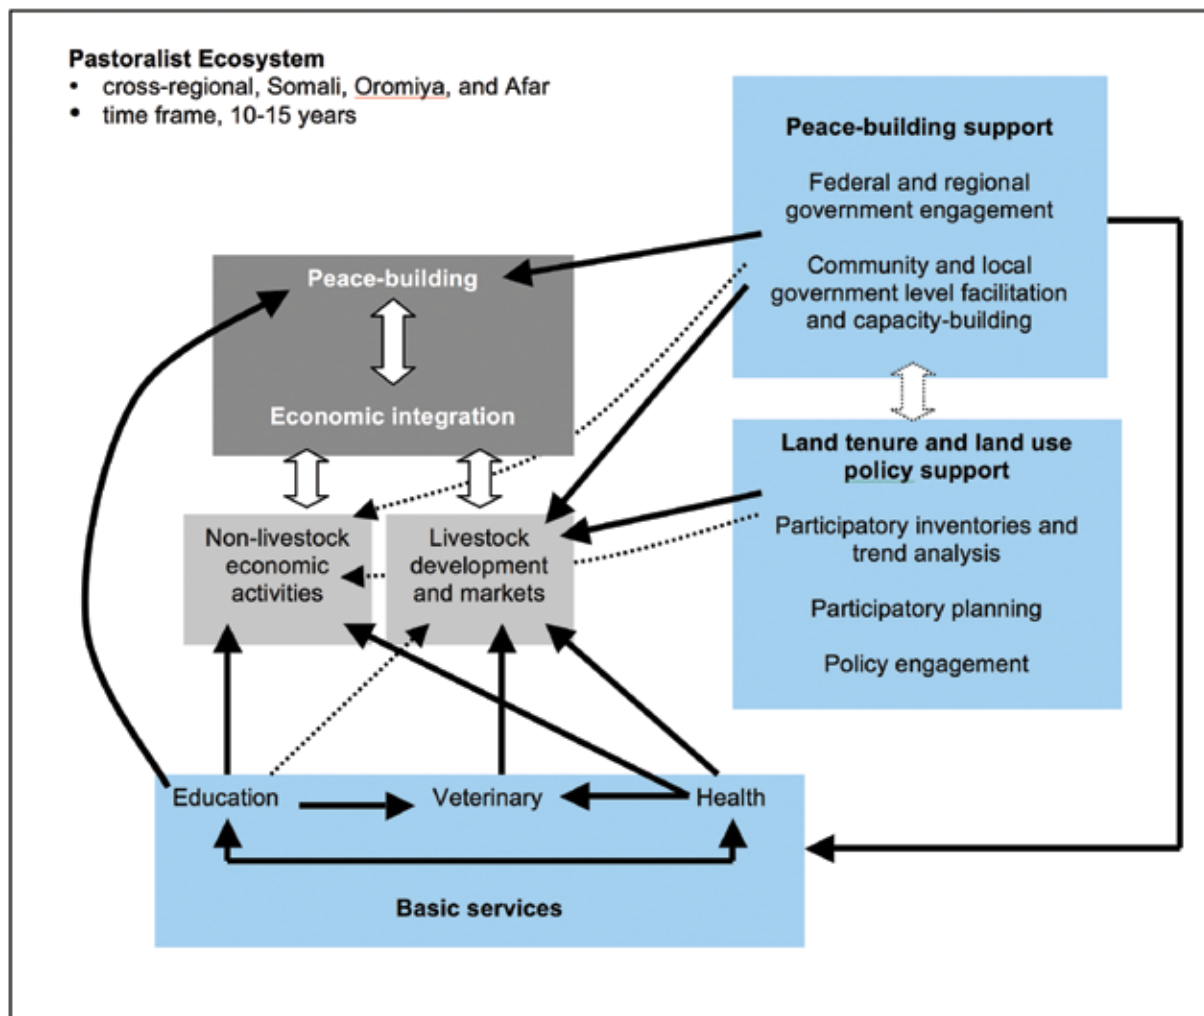 Pastoralist Ecosystem
• cross-regional, Somali, Oromiya, and Afar
• time frame, 10-15 years
Peace-building support
Federal and regional
government engagement
Community and local
government level facilitation
and capacity-building
Peace-building
Economic integration
Land tenure and land use
policy support
Participatory inventories and
trend analysis
Participatory planning
Policy engagement
Non-livestock
economic
activities
Livestock
development
and markets
Education
Veterinary
Health
Basic services